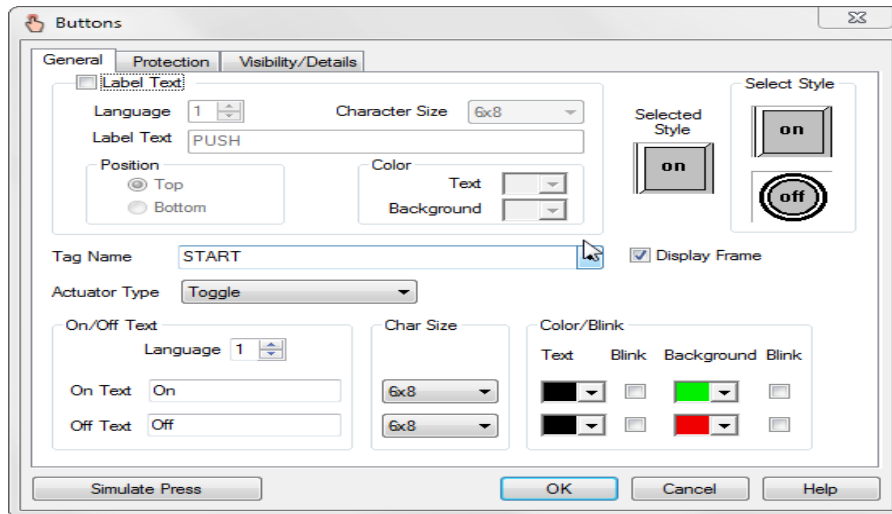 Buttons
General Protection Visibility/Details
Label Text
Language 1 Character Size 6x8
Label Text PUSH
Position
Top
Bottom
Color
Text
Background
Selected
Style
on
Select Style
on
off
Tag Name START
Display Frame
Actuator Type Toggle
On/Off Text
Language 1
On Text On
Off Text Off
Char Size
6x8
6x8
Color/Blink
Text Blink Background Blink
Simulate Press OK Cancel Help